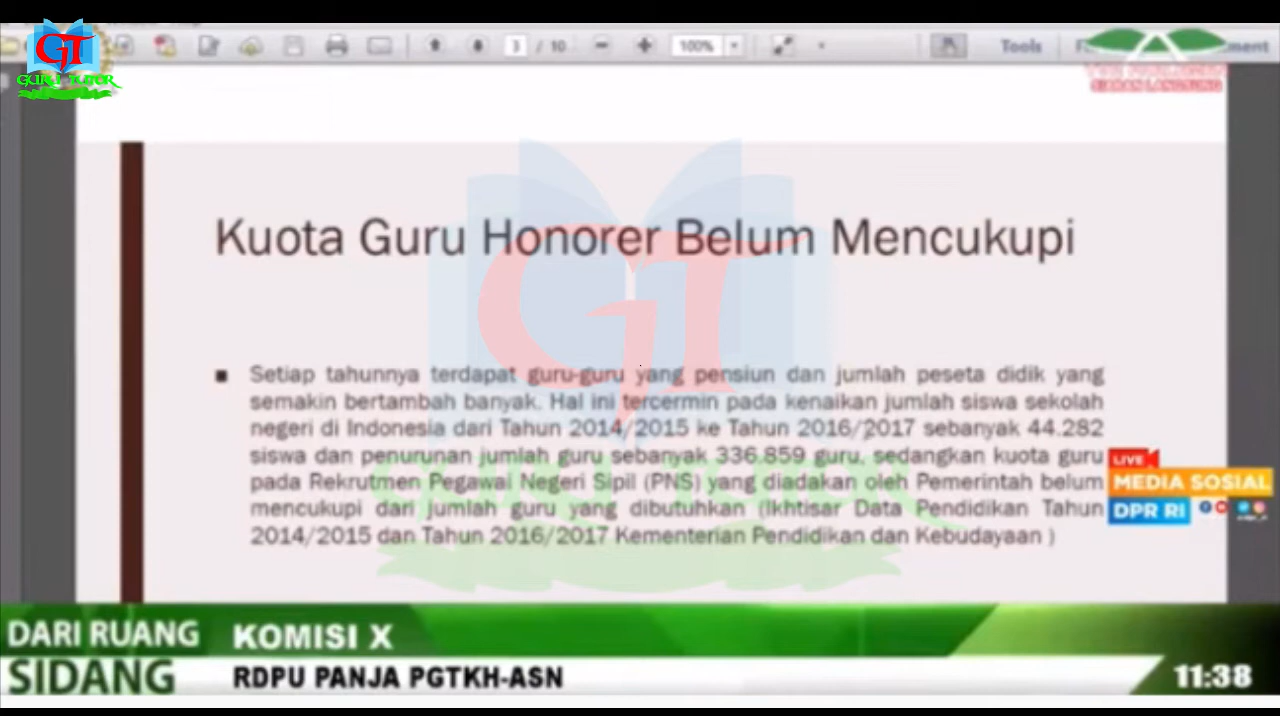 GT
GURU TUTOR
3 / 10
100%
Tools
SIARAN LANGSUNG
Kuota Guru Honorer Belum Mencukupi
Setiap tahunnya terdapat guru-guru yang pensiun dan jumlah peseta didik yang
semakin bertambah banyak. Hal ini tercermin pada kenaikan jumlah siswa sekolah
negeri di Indonesia dari Tahun 2014/2015 ke Tahun 2016/2017 sebanyak 44.282
siswa dan penurunan jumlah guru sebanyak 336.859 guru, sedangkan kuota guru
pada Rekrutmen Pegawai Negeri Sipil (PNS) yang diadakan oleh Pemerintah belum
mencukupi dari jumlah guru yang dibutuhkan (Ikhtisar Data Pendidikan Tahun
2014/2015 dan Tahun 2016/2017 Kementerian Pendidikan dan Kebudayaan )
GT
GURU TUTOR
LIVE
MEDIA SOSIAL
DPR RI
DARI RUANG
SIDANG
KOMISI X
RDPU PANJA PGTKH-ASN
11:38